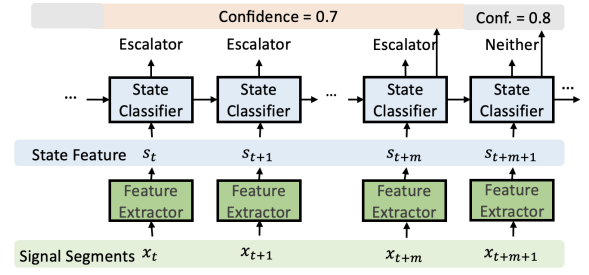 Confidence = 0.7
Conf. = 0.8
Escalator
Escalator
Escalator
Neither
...
State
Classifier
State
Classifier
...
State
Classifier
State
Classifier
...
State Feature
s_t
s_{t+1}
s_{t+m}
s_{t+m+1}
Feature
Extractor
Feature
Extractor
Feature
Extractor
Feature
Extractor
Signal Segments
x_t
x_{t+1}
x_{t+m}
x_{t+m+1}